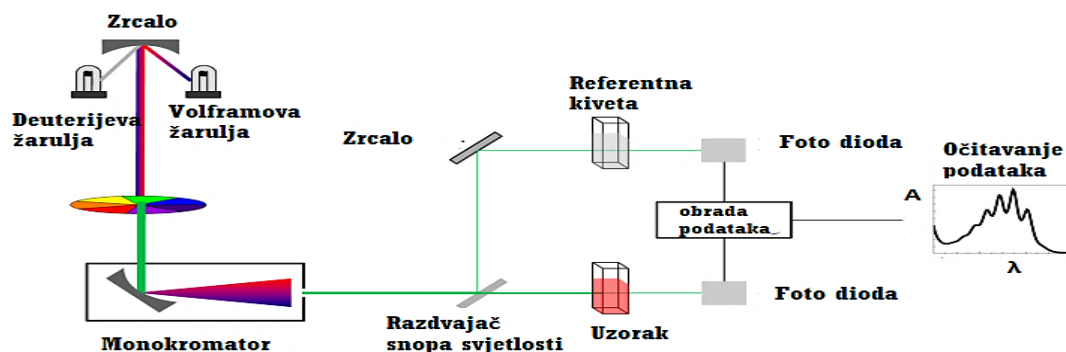 Zrcalo
Deuterijeva
žarulja
Volframova
žarulja
Referentna
kiveta
Zrcalo
Foto dioda
Očitavanje
podataka
A
obrada
podataka
λ
Foto dioda
Razdvajač
snopa svjetlosti
Uzorak
Monokromator